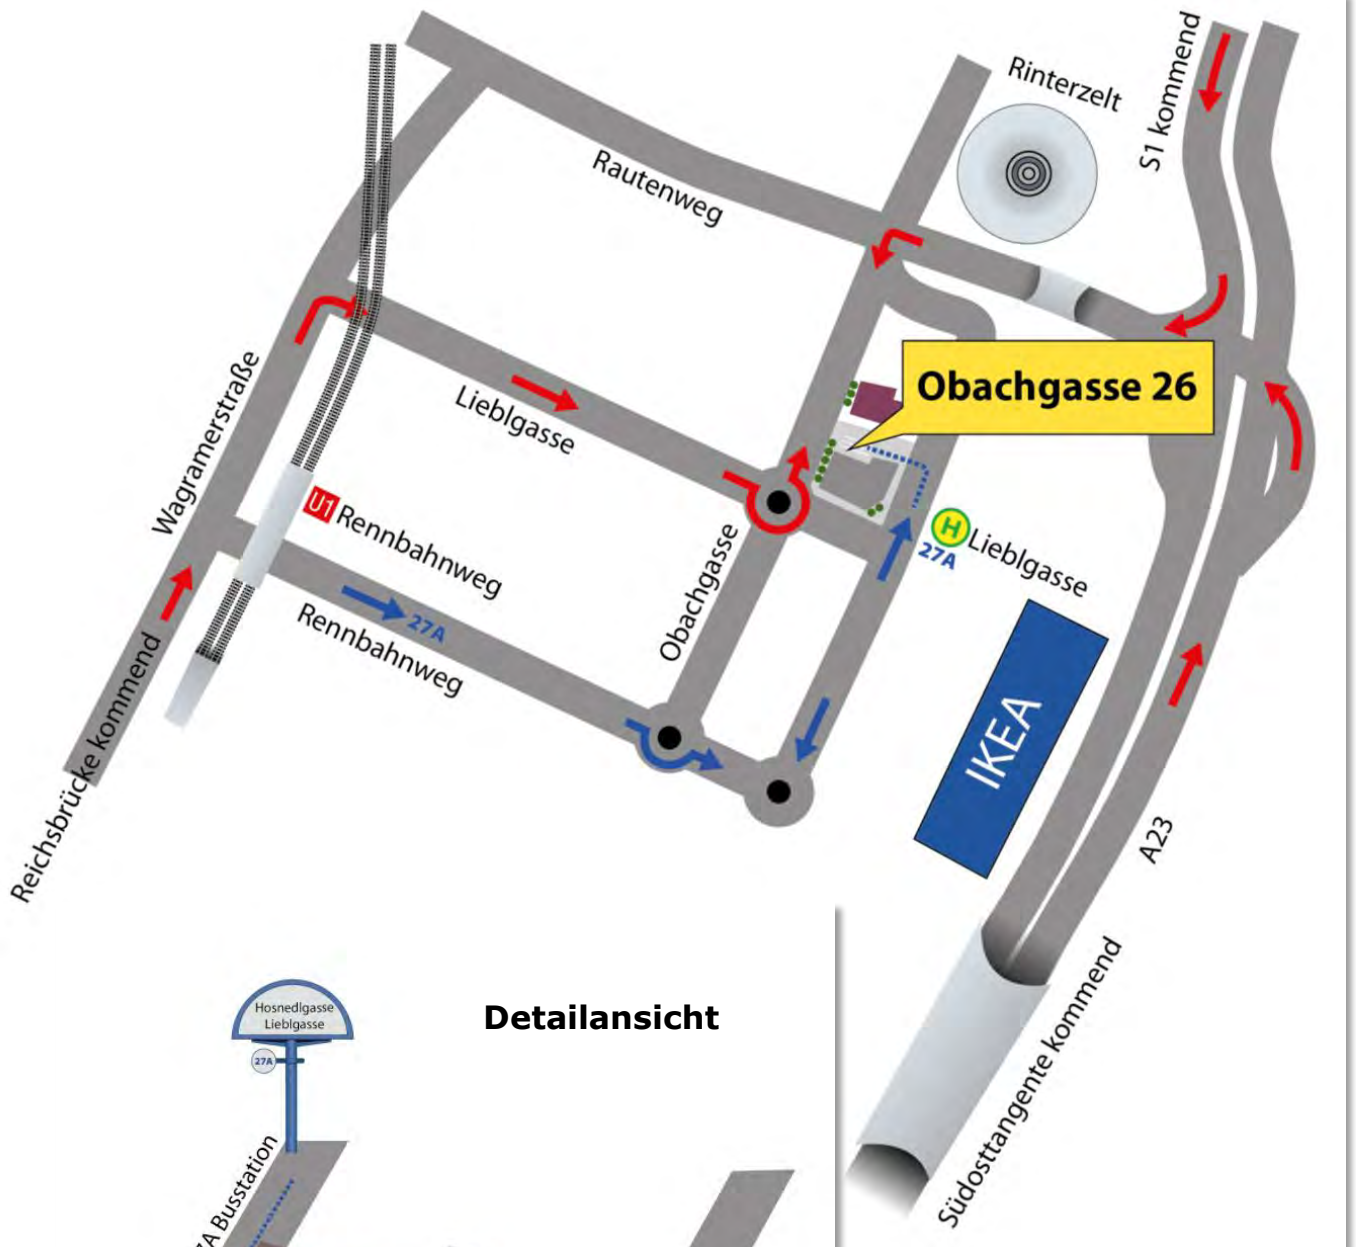 Rinterzelt
S1 kommend
Rautenweg
Obachgasse 26
Wagramerstraße
Lieblgasse
U1 Rennbahnweg
H Lieblgasse
27A
Obachgasse
27A
Rennbahnweg
IKEA
Reichsbrücke kommend
A23
Südosttangente kommend
Detailansicht
Hosnedlgasse
Lieblgasse
27A
Busstation